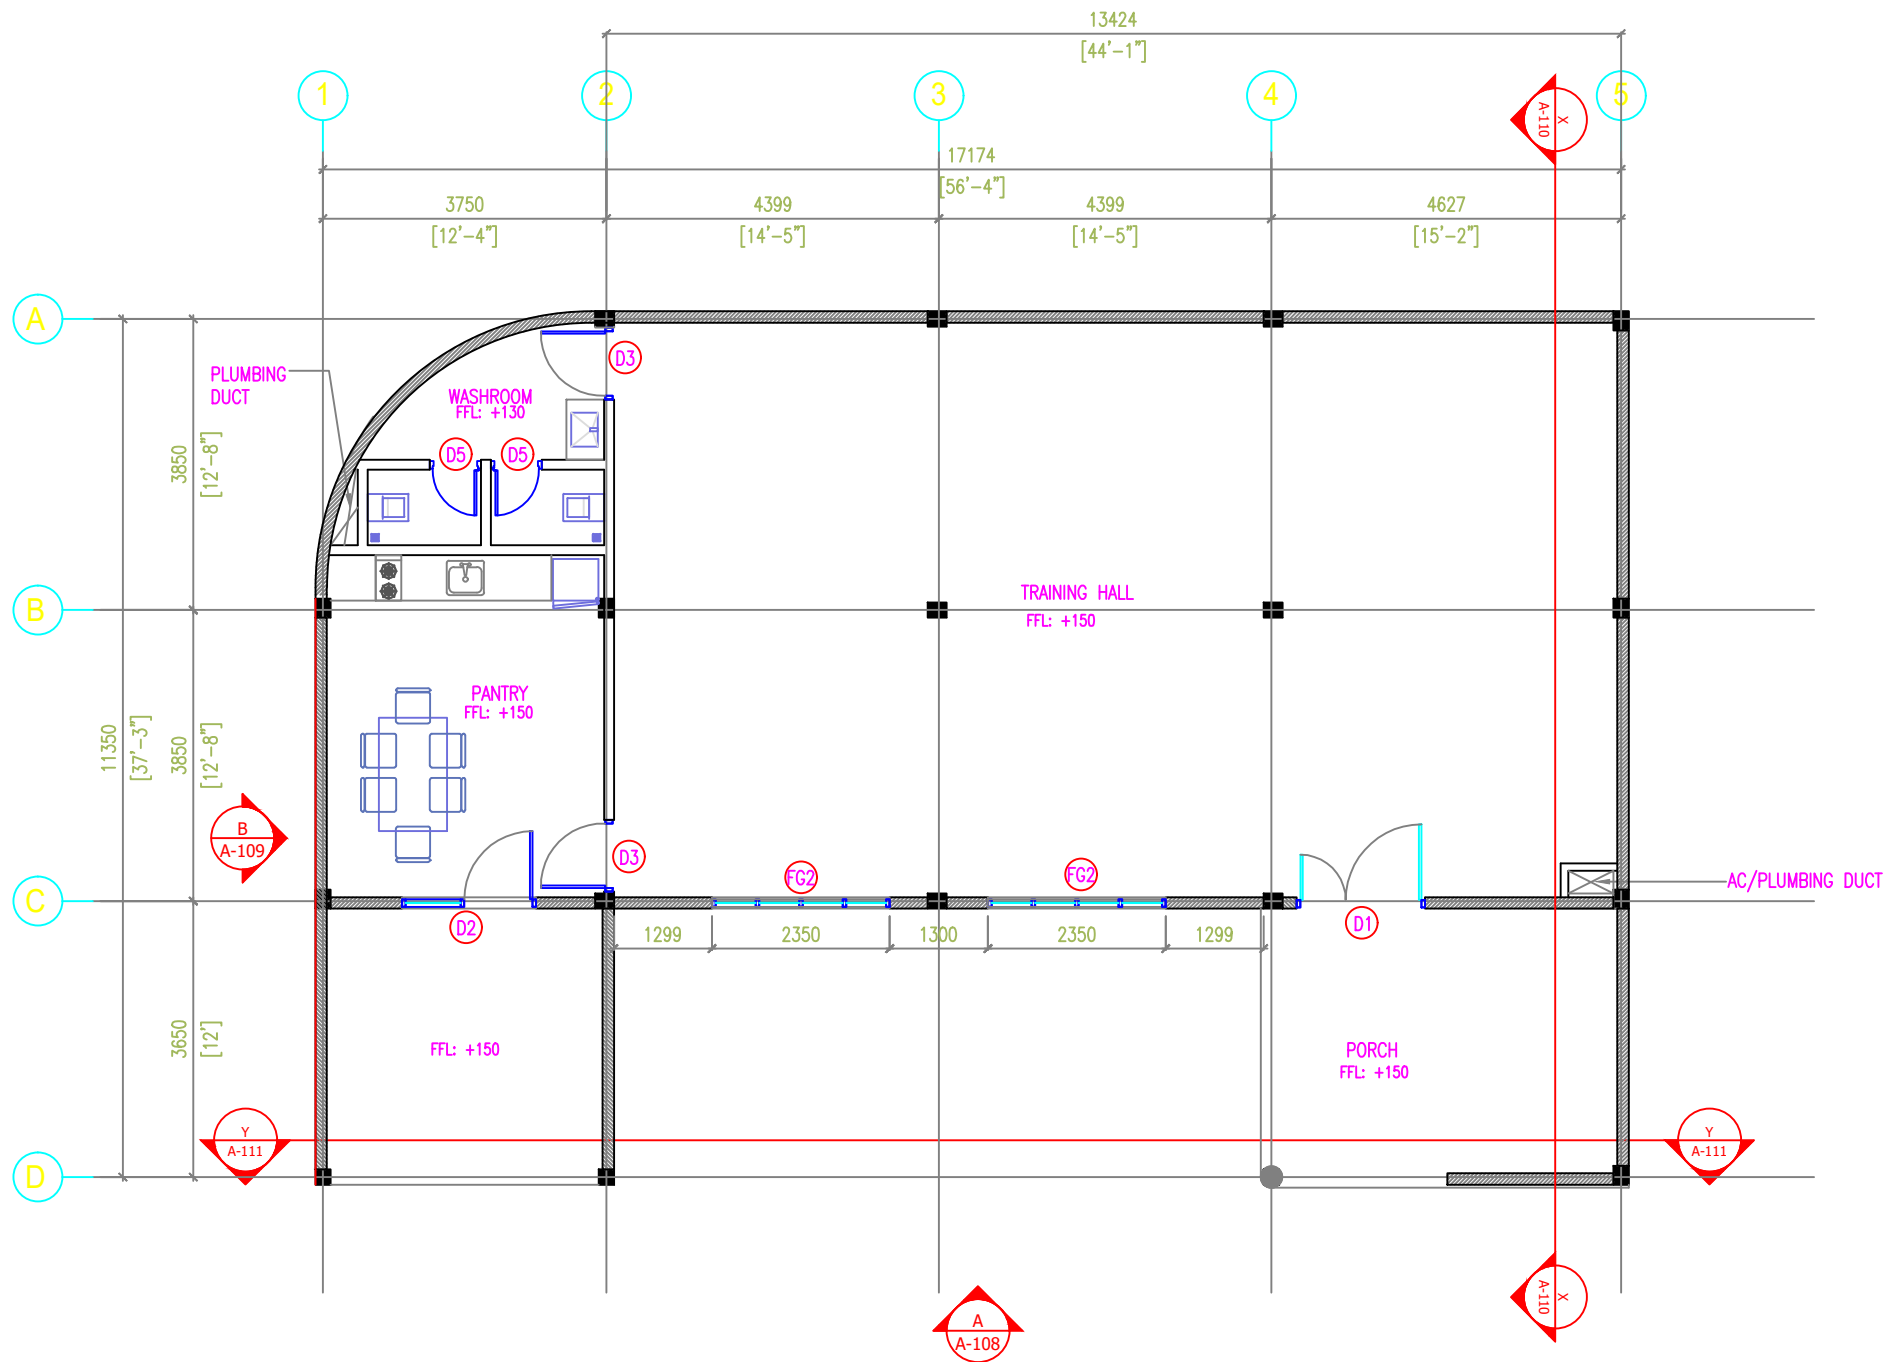 13424
[44'-1"]
1
2
3
4
5
X
A-110
17174
[56'-4"]
3750
4399
4399
4627
[12'-4"]
[14'-5"]
[14'-5"]
[15'-2"]
A
D3
PLUMBING
DUCT
WASHROOM
FFL: +130
3850
[12'-8"]
D5
D5
TRAINING HALL
FFL: +150
B
PANTRY
FFL: +150
11350
[37'-3"]
3850
[12'-8"]
B
A-109
D3
FG2
FG2
AC/PLUMBING DUCT
C
D2
D1
1299
2350
1300
2350
1299
3650
[12']
FFL: +150
PORCH
FFL: +150
Y
A-111
Y
A-111
D
X
A-110
A
A-108